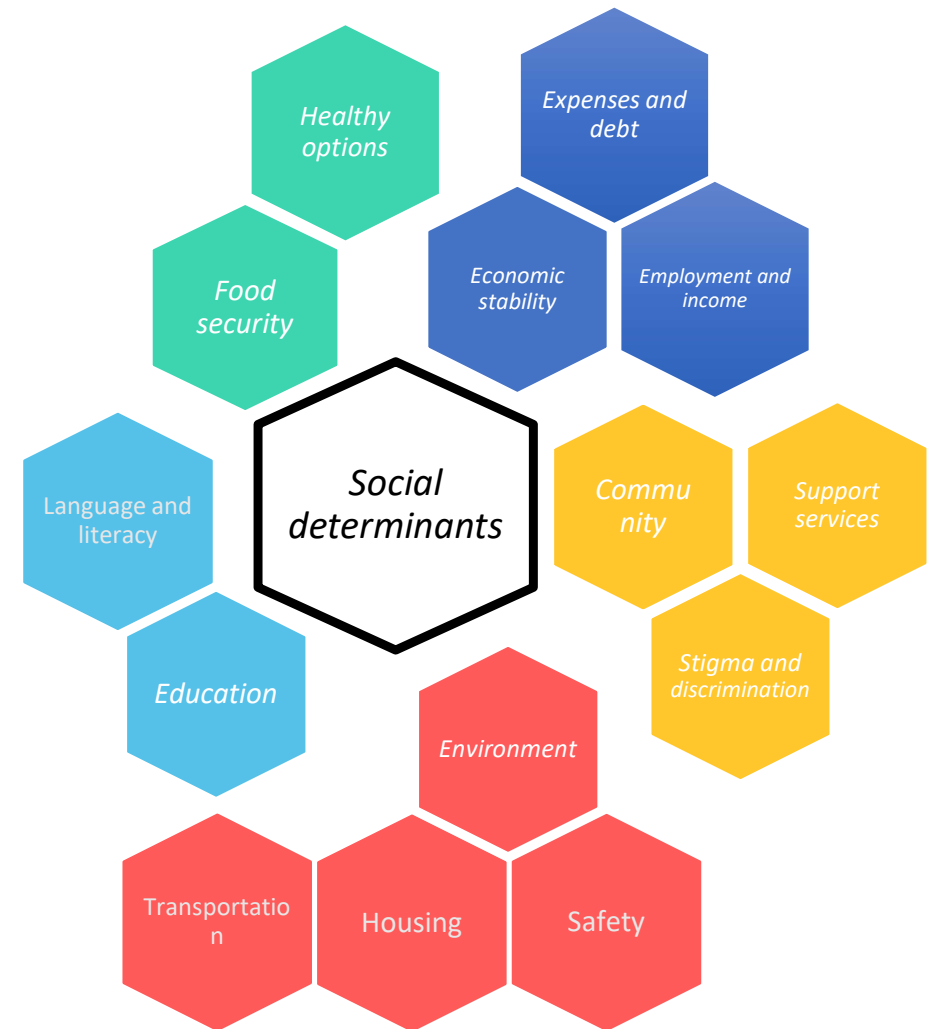 Healthy
options
Expenses and
debt
Food
security
Economic
stability
Employment and
income
Social
determinants
Language and
literacy
Commu
nity
Support
services
Education
Stigma and
discrimination
Environment
Transportatio
n
Housing
Safety